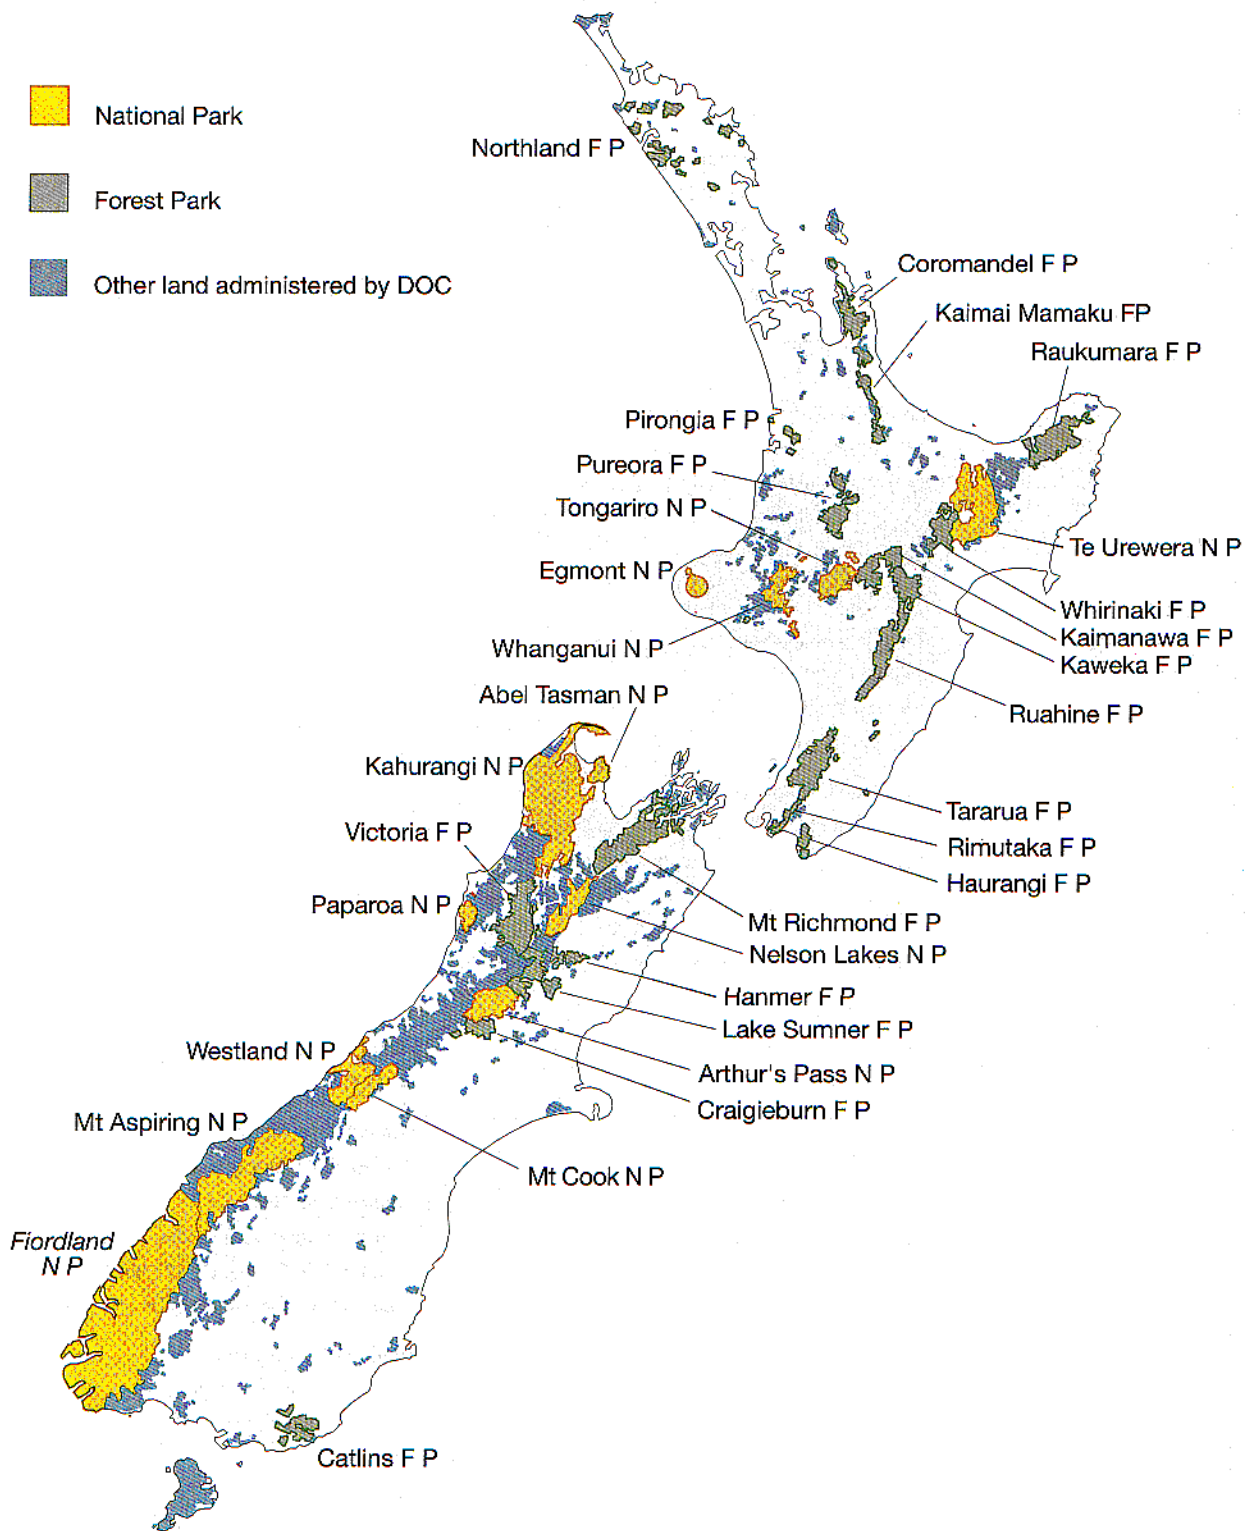 National Park
Forest Park
Other land administered by DOC
Northland F P
Coromandel F P
Kaimai Mamaku FP
Raukumara F P
Pirongia F P
Pureora F P
Tongariro N P
Te Urewera N P
Egmont N P
Whirinaki F P
Kaimanawa F P
Whanganui N P
Kaweka F P
Abel Tasman N P
Ruahine F P
Kahurangi N P
Tararua F P
Victoria F P
Rimutaka F P
Haurangi F P
Paparoa N P
Mt Richmond F P
Nelson Lakes N P
Hanmer F P
Lake Sumner F P
Westland N P
Arthur's Pass N P
Craigieburn F P
Mt Aspiring N P
Mt Cook N P
Fiordland
N P
Catlins F P